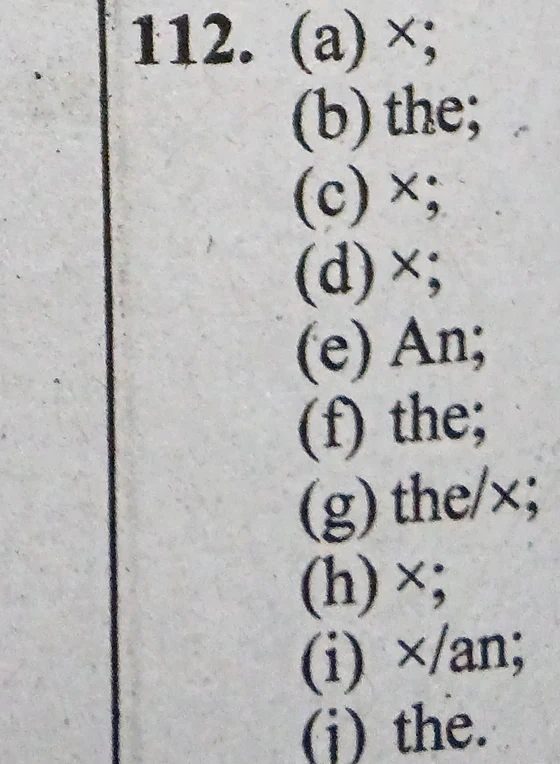 112. (a) ×;
(b) the;
(c) ×;
(d) ×;
(e) An;
(f) the;
(g) the/×;
(h) ×;
(i) ×/an;
(j) the.